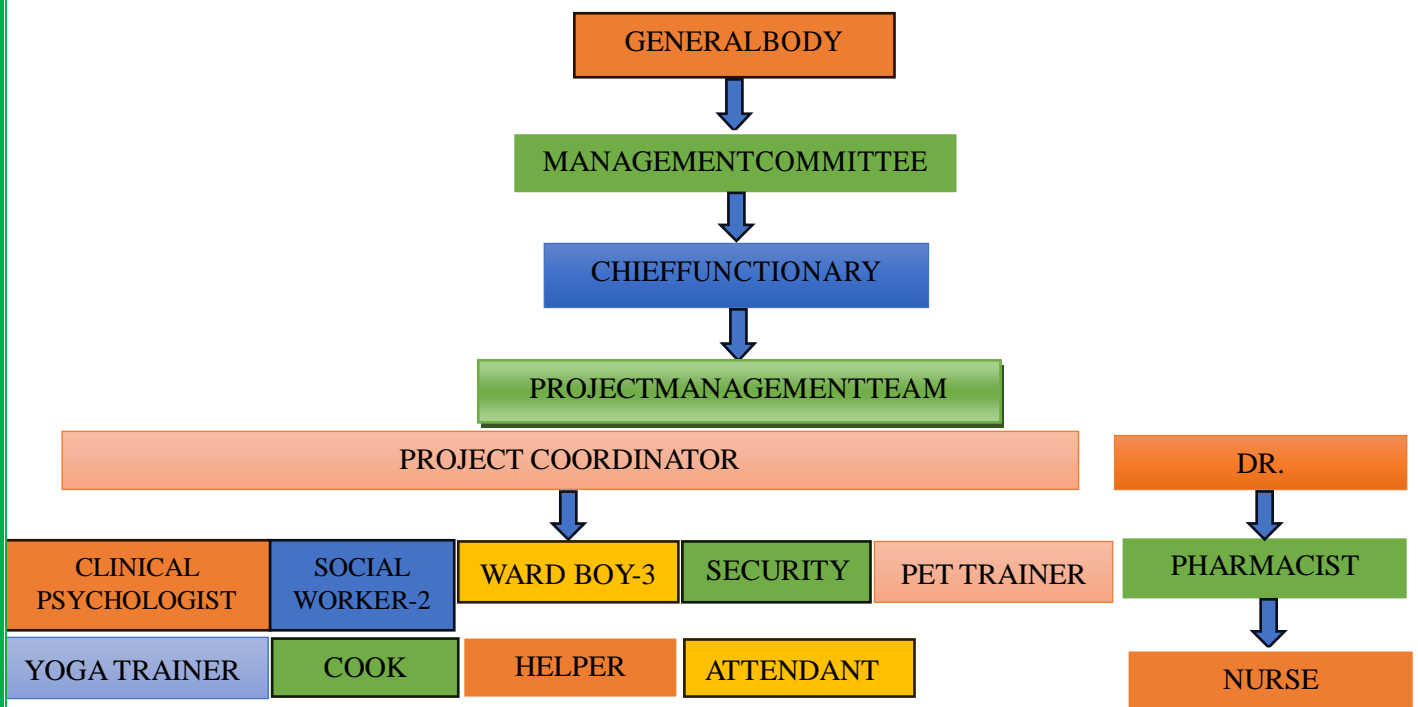 GENERALBODY
MANAGEMENTCOMMITTEE
CHIEFFUNCTIONARY
PROJECTMANAGEMENTTEAM
PROJECT COORDINATOR
DR.
CLINICAL
PSYCHOLOGIST
SOCIAL
WORKER-2
WARD BOY-3
SECURITY
PET TRAINER
PHARMACIST
YOGA TRAINER
COOK
HELPER
ATTENDANT
NURSE